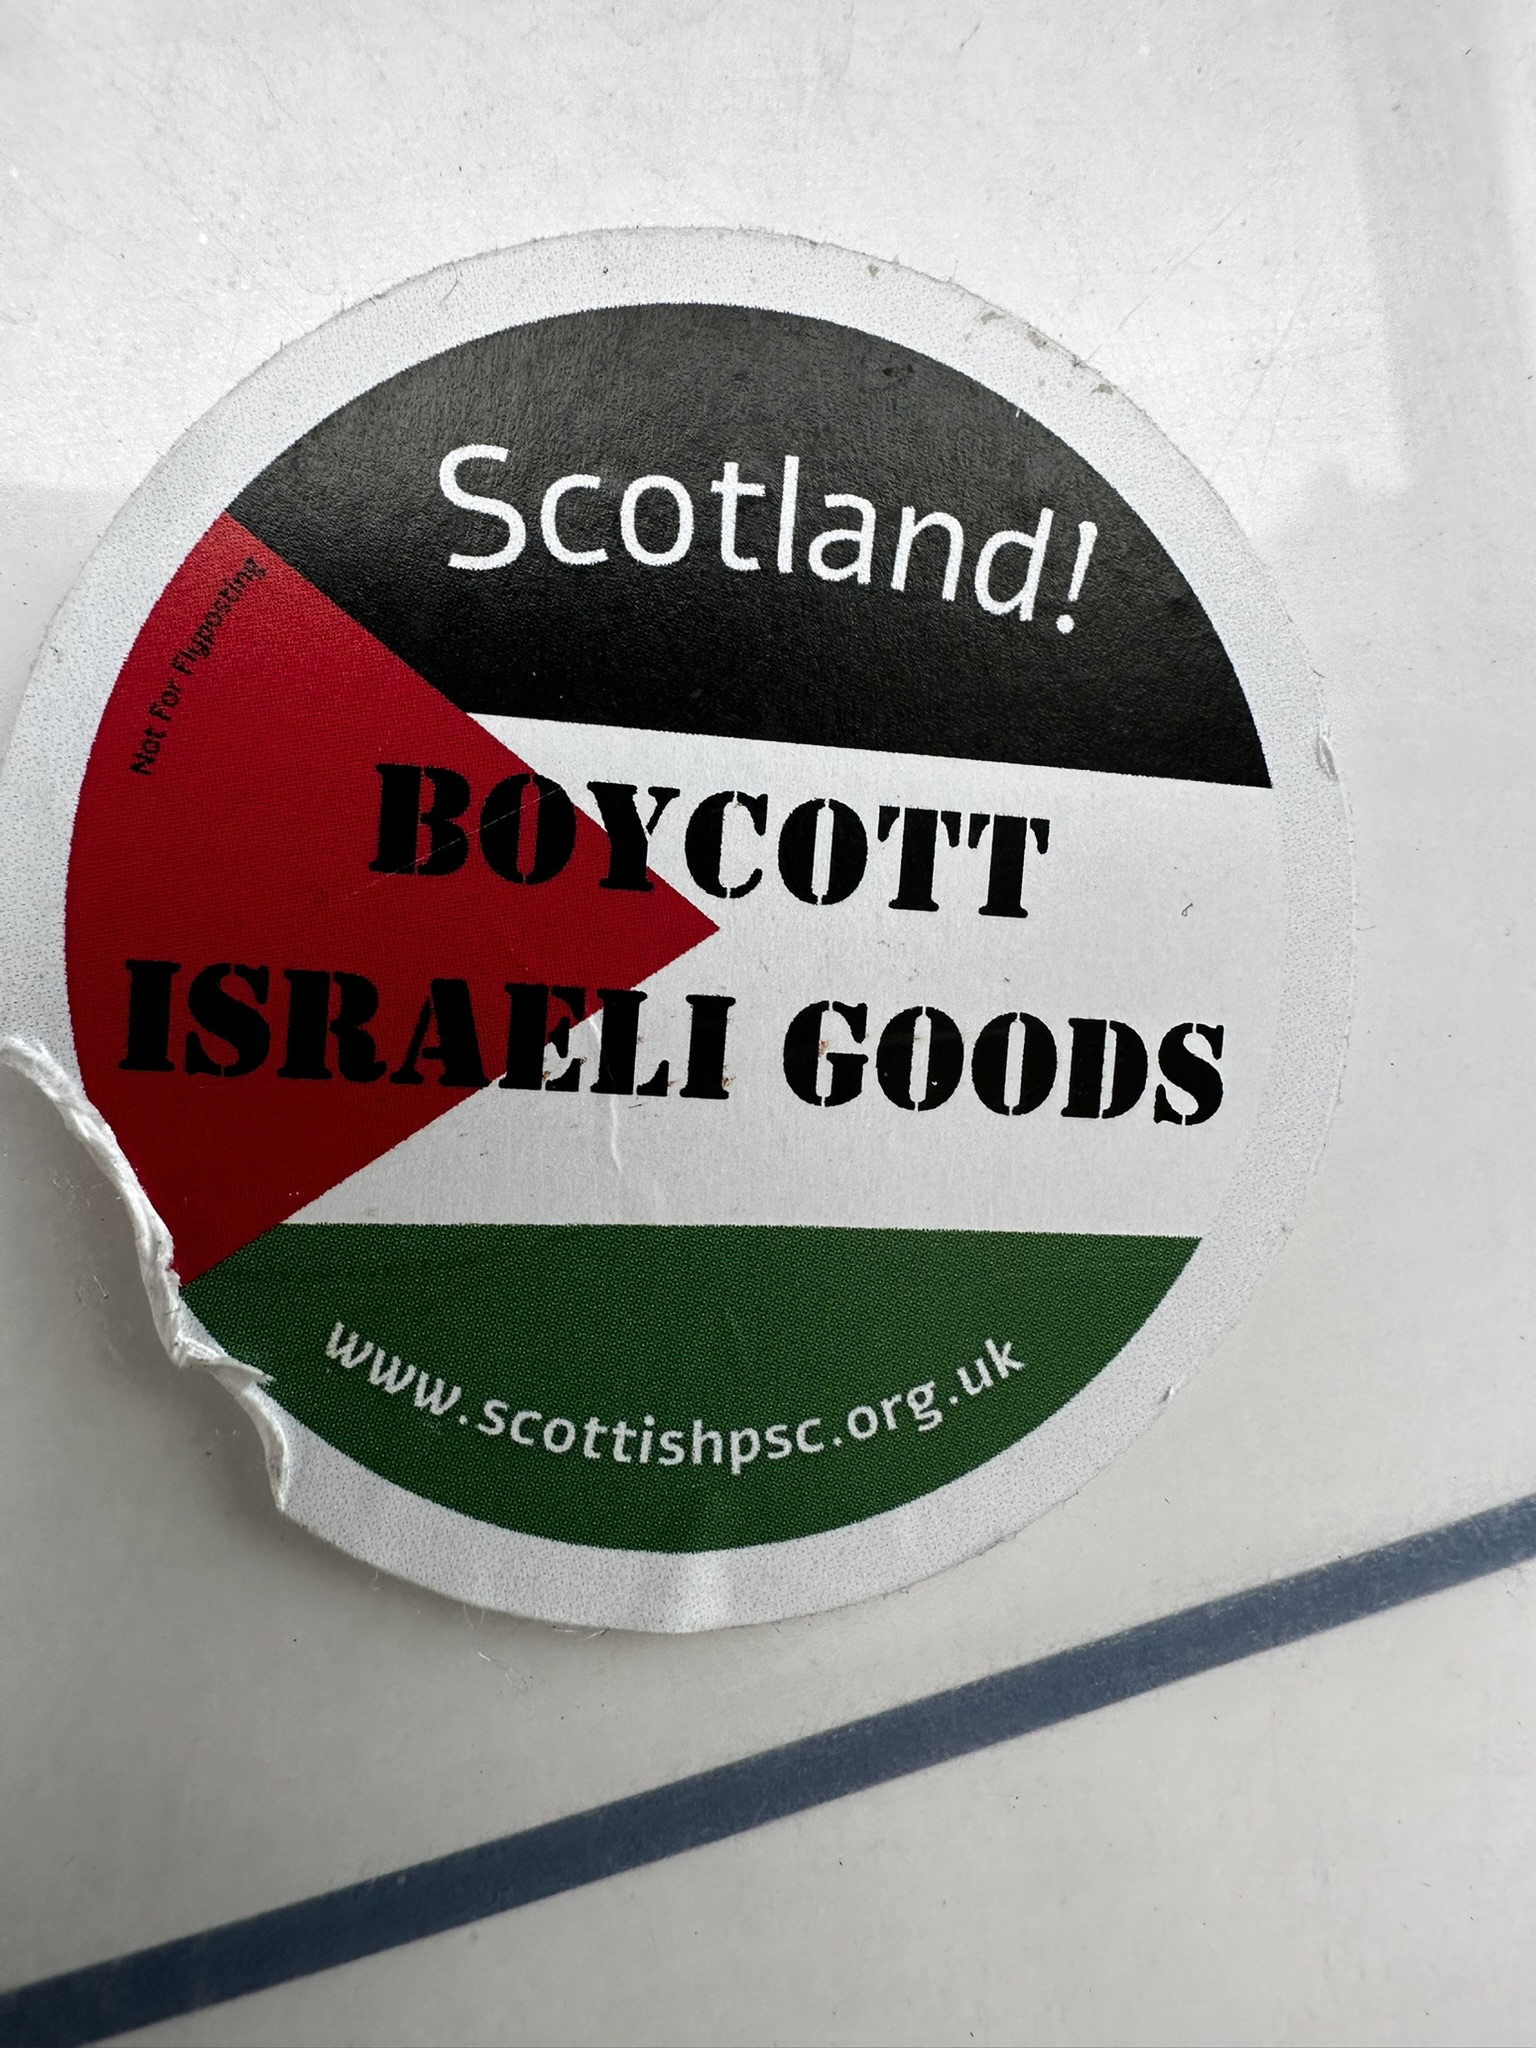 Scotland!
Not For Flyposting
BOYCOTT
ISRAELI GOODS
www.scottishpsc.org.uk